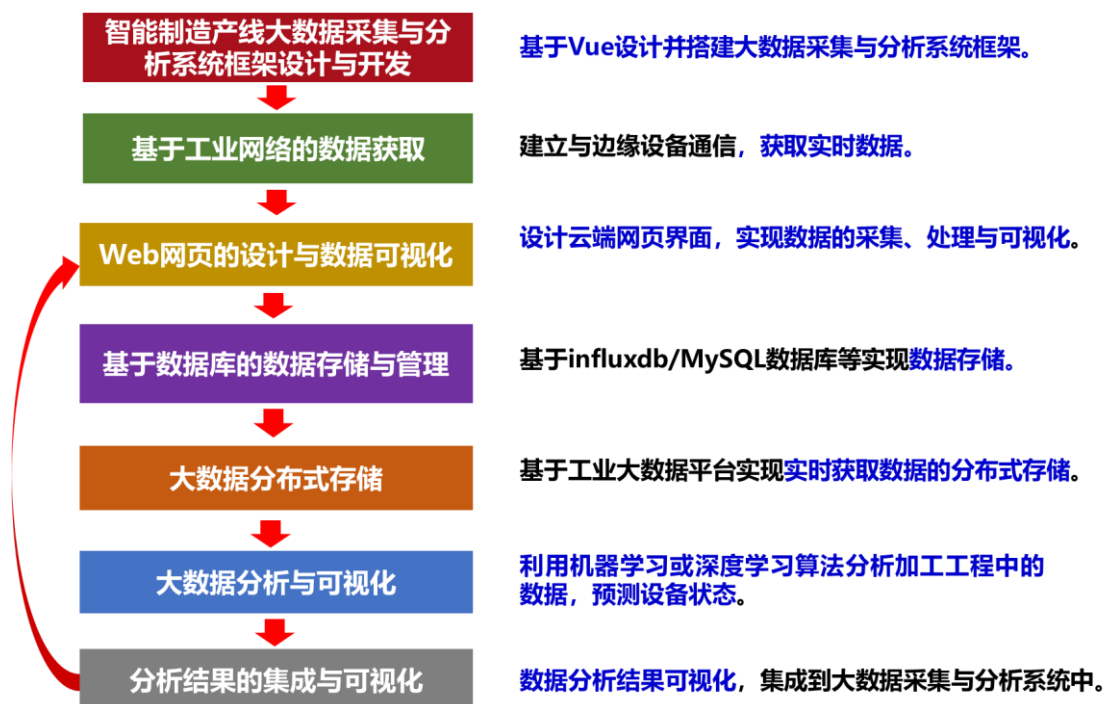 智能制造产线大数据采集与分
析系统框架设计与开发
基于Vue设计并搭建大数据采集与分析系统框架。
基于工业网络的数据获取
建立与边缘设备通信，获取实时数据。
Web网页的设计与数据可视化
设计云端网页界面，实现数据的采集、处理与可视化。
基于数据库的数据存储与管理
基于influxdb/MySQL数据库等实现数据存储。
大数据分布式存储
基于工业大数据平台实现实时获取数据的分布式存储。
大数据分析与可视化
利用机器学习或深度学习算法分析加工工程中的
数据，预测设备状态。
分析结果的集成与可视化
数据分析结果可视化，集成到大数据采集与分析系统中。